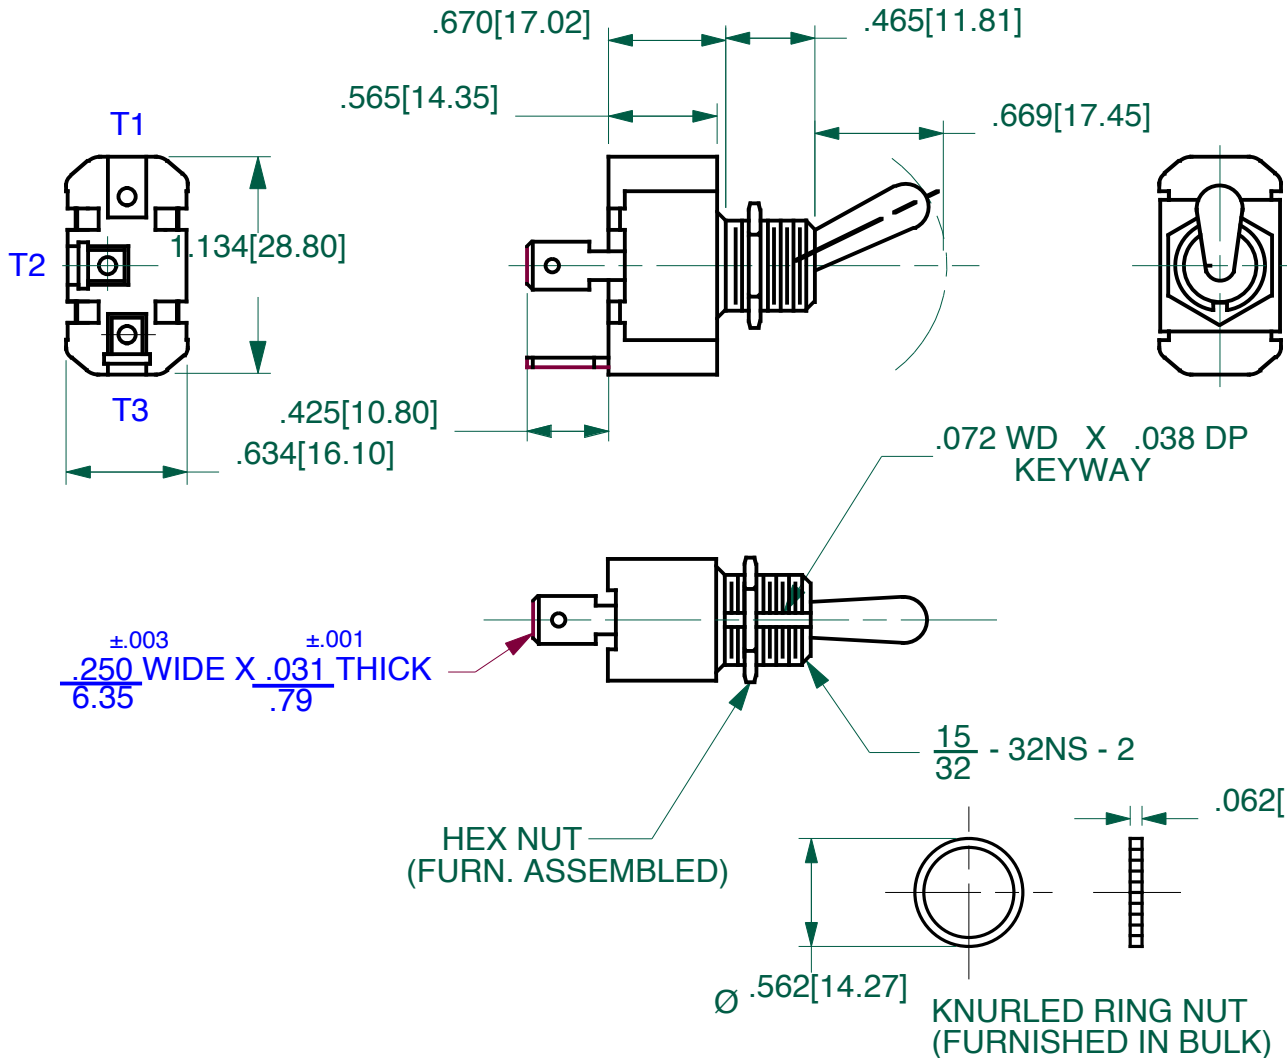 .670[17.02]
.465[11.81]
.565[14.35]
.669[17.45]
T1
1.134[28.80]
T2
T3
.425[10.80]
.634[16.10]
.072 WD X .038 DP
KEYWAY
±.003 ±.001
.250 WIDE X .031 THICK
6.35 .79
15
32 - 32NS - 2
.062[
HEX NUT
(FURN. ASSEMBLED)
Ø .562[14.27]
KNURLED RING NUT
(FURNISHED IN BULK)